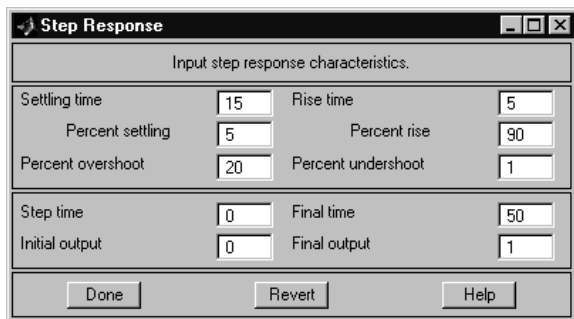 Step Response
Input step response characteristics.
Settling time 15 Rise time 5
Percent settling 5 Percent rise 90
Percent overshoot 20 Percent undershoot 1
Step time 0 Final time 50
Initial output 0 Final output 1
Done Revert Help